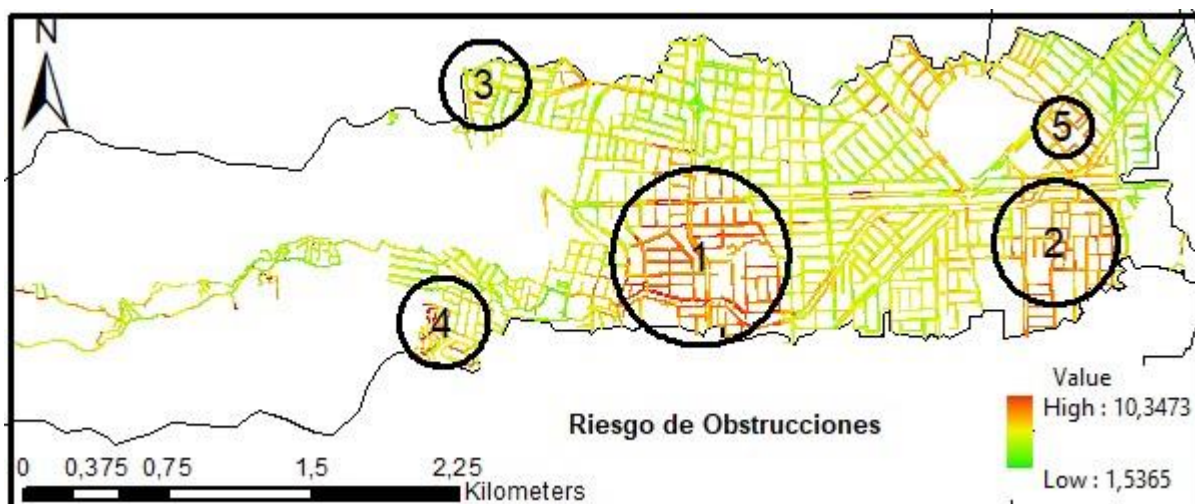 N
3
5
1
2
4
Value
High : 10,3473
Low : 1,5365
Riesgo de Obstrucciones
0 0,375 0,75 1,5 2,25
Kilometers